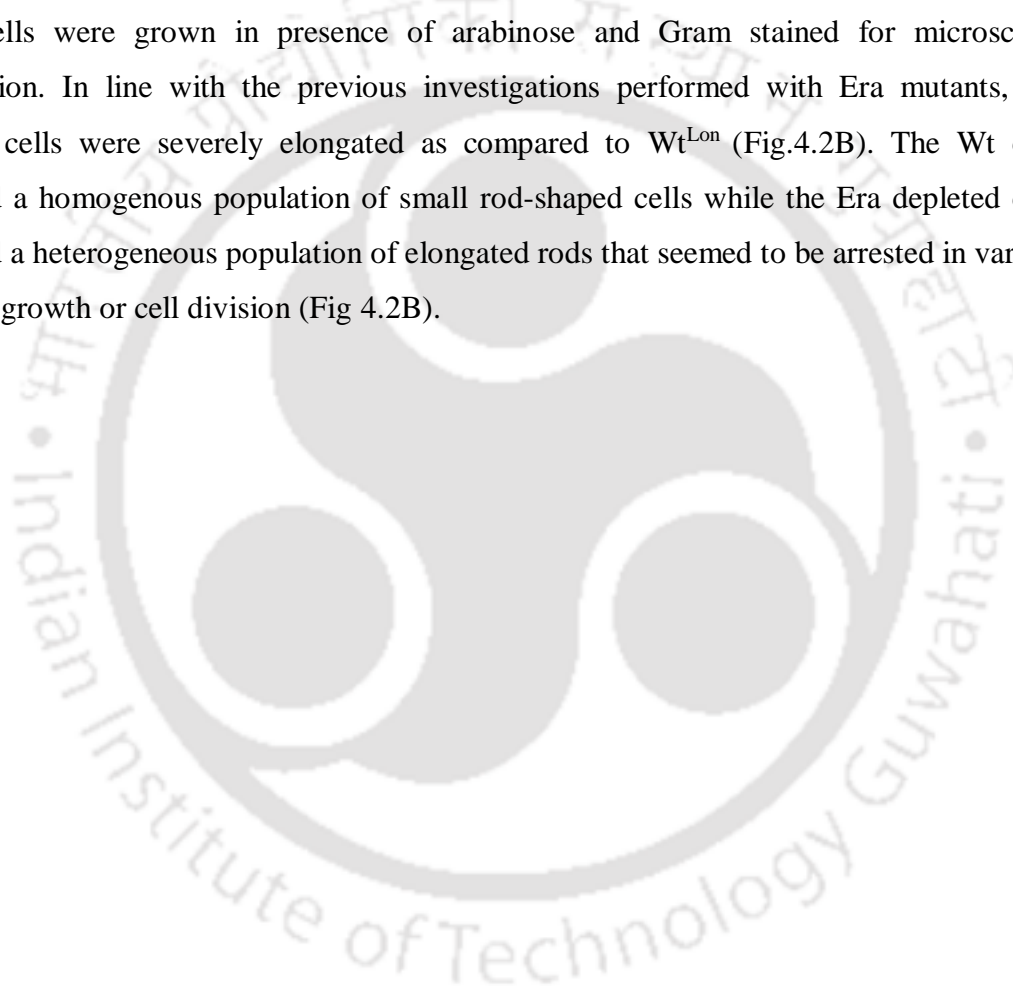 ells were grown in presence of arabinose and Gram stained for microsc
ion. In line with the previous investigations performed with Era mutants,
cells were severely elongated as compared to Wt^Lon (Fig.4.2B). The Wt
a homogenous population of small rod-shaped cells while the Era depleted
a heterogeneous population of elongated rods that seemed to be arrested in var
growth or cell division (Fig 4.2B).
Indian Institute of Technology Guwahati